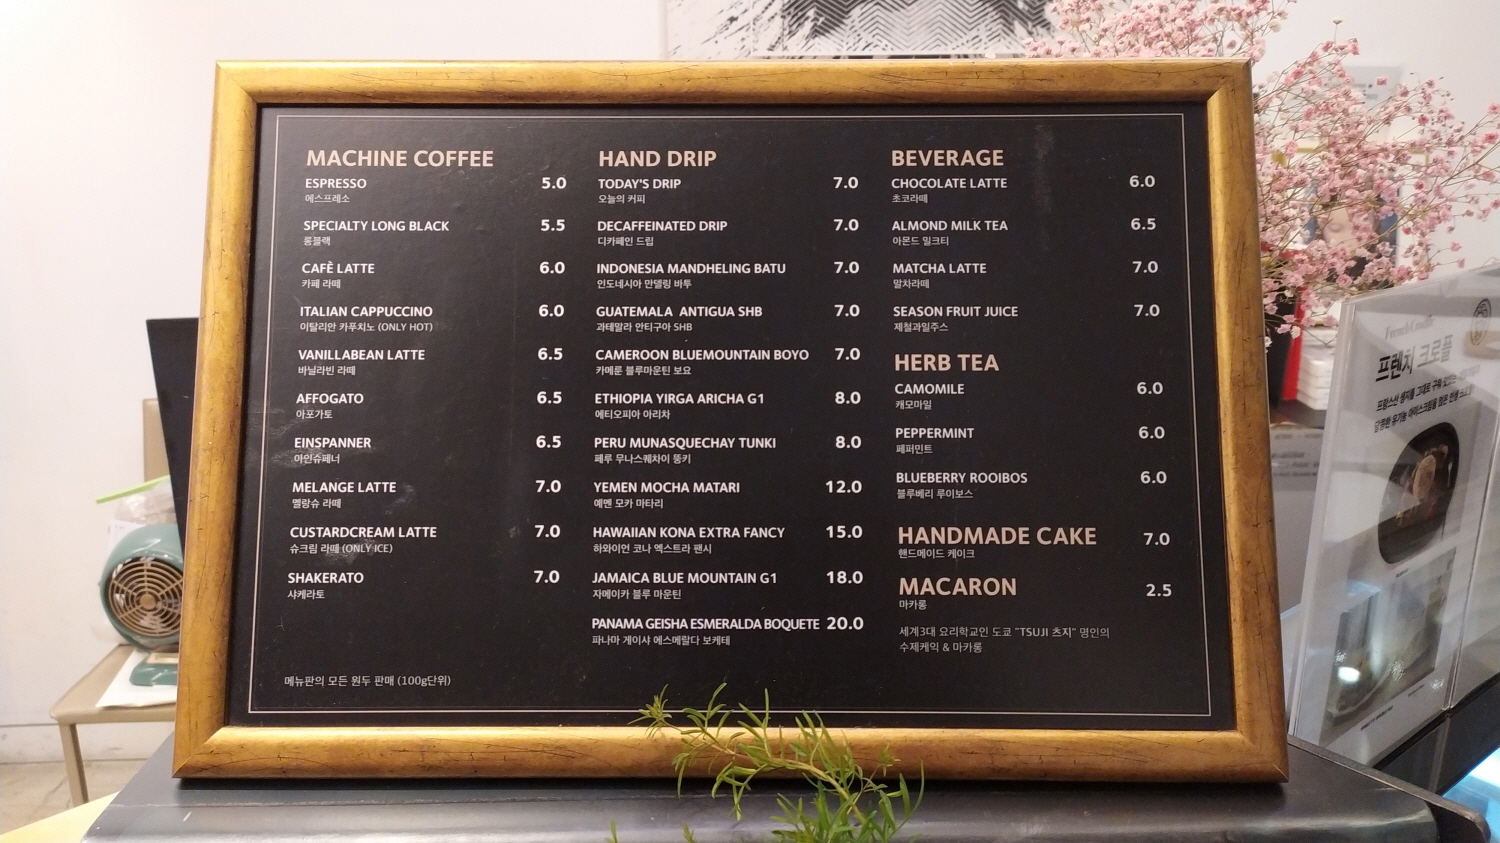 MACHINE COFFEE
ESPRESSO 5.0
에스프레소
SPECIALTY LONG BLACK 5.5
롱블랙
CAFÈ LATTE 6.0
카페 라떼
ITALIAN CAPPUCCINO 6.0
이탈리안 카푸치노 (ONLY HOT)
VANILLABEAN LATTE 6.5
바닐라빈 라떼
AFFOGATO 6.5
아포가토
EINSPANNER 6.5
아인슈페너
MELANGE LATTE 7.0
멜랑슈 라떼
CUSTARDCREAM LATTE 7.0
슈크림 라떼 (ONLY ICE)
SHAKERATO 7.0
샤케라토
메뉴판의 모든 원두 판매 (100g단위)
HAND DRIP
TODAY'S DRIP 7.0
오늘의 커피
DECAFFEINATED DRIP 7.0
디카페인 드립
INDONESIA MANDHELING BATU 7.0
인도네시아 만델링 바투
GUATEMALA ANTIGUA SHB 7.0
과테말라 안티구아 SHB
CAMEROON BLUEMOUNTAIN BOYO 7.0
카메룬 블루마운틴 보요
ETHIOPIA YIRGA ARICHA G1 8.0
에티오피아 아리차
PERU MUNASQUECHAY TUNKI 8.0
페루 무나스퀘차이 뚱키
YEMEN MOCHA MATARI 12.0
예멘 모카 마타리
HAWAIIAN KONA EXTRA FANCY 15.0
하와이언 코나 엑스트라 팬시
JAMAICA BLUE MOUNTAIN G1 18.0
자메이카 블루 마운틴
PANAMA GEISHA ESMERALDA BOQUETE 20.0
파나마 게이샤 에스메랄다 보케테
BEVERAGE
CHOCOLATE LATTE 6.0
초코라떼
ALMOND MILK TEA 6.5
아몬드 밀크티
MATCHA LATTE 7.0
말차라떼
SEASON FRUIT JUICE 7.0
제철과일주스
HERB TEA
CAMOMILE 6.0
캐모마일
PEPPERMINT 6.0
페퍼민트
BLUEBERRY ROOIBOS 6.0
블루베리 루이보스
HANDMADE CAKE 7.0
핸드메이드 케이크
MACARON 2.5
마카롱
세계3대 요리학교인 도쿄 "TSUJI 츠지" 명인의
수제케익 & 마카롱
프렌치 크로플